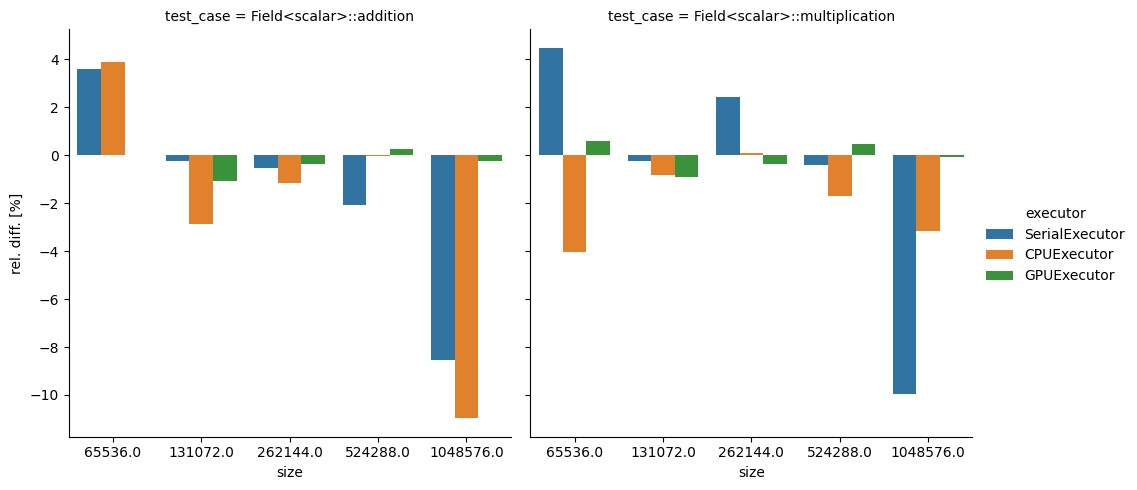 test_case = Field<scalar>::addition
test_case = Field<scalar>::multiplication
rel. diff. [%]
4
2
0
−2
−4
−6
−8
−10
65536.0 131072.0 262144.0 524288.0 1048576.0
size
65536.0 131072.0 262144.0 524288.0 1048576.0
size
executor
SerialExecutor
CPUExecutor
GPUExecutor